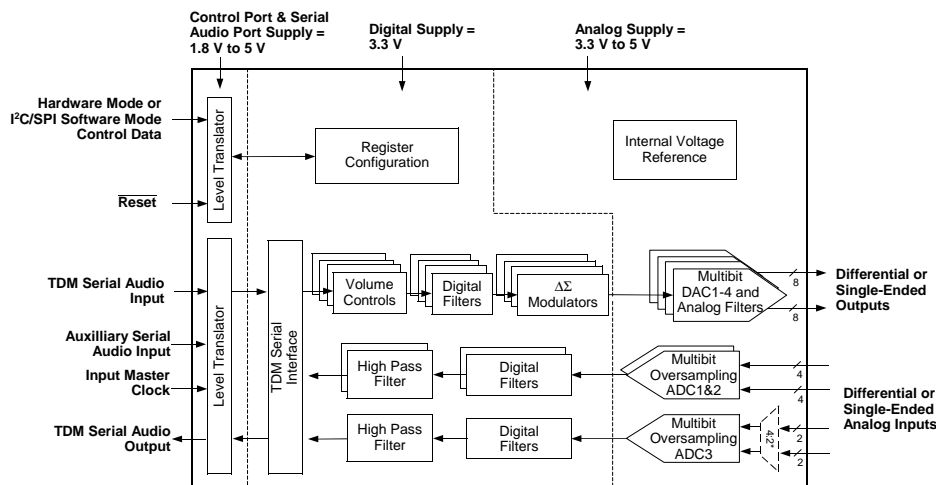 Control Port & Serial
Audio Port Supply =
1.8 V to 5 V
Digital Supply =
3.3 V
Analog Supply =
3.3 V to 5 V
Hardware Mode or
I²C/SPI Software Mode
Control Data
Reset
Level Translator
Register
Configuration
Internal Voltage
Reference
TDM Serial Audio
Input
Auxilliary Serial
Audio Input
Input Master
Clock
TDM Serial Audio
Output
Level Translator
TDM Serial
Interface
Volume
Controls
Digital
Filters
ΔΣ
Modulators
Multibit
DAC1-4 and
Analog Filters
8
8
Differential or
Single-Ended
Outputs
High Pass
Filter
Digital
Filters
Multibit
Oversampling
ADC1&2
4
4
High Pass
Filter
Digital
Filters
Multibit
Oversampling
ADC3
4:2*
2
2
Differential or
Single-Ended
Analog Inputs